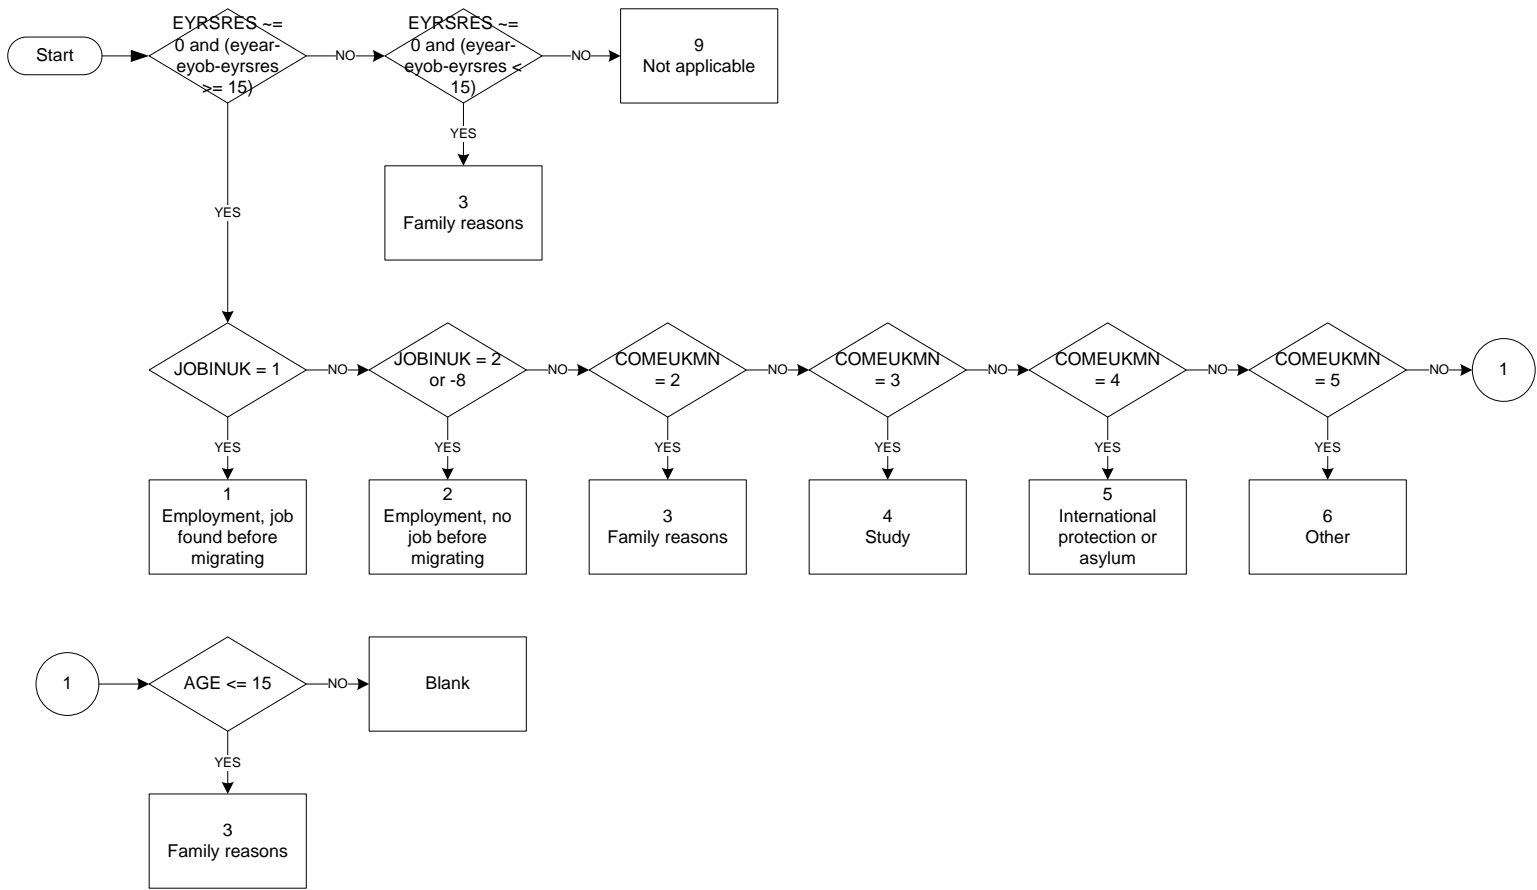 Start
EYRSRES ~=
0 and (eyear-
eyob-eyrsres
>= 15)
NO
EYRSRES ~=
0 and (eyear-
eyob-eyrsres <
15)
NO
9
Not applicable
YES
3
Family reasons
YES
JOBINUK = 1
NO
JOBINUK = 2
or -8
NO
COMEUKMN
= 2
NO
COMEUKMN
= 3
NO
COMEUKMN
= 4
NO
COMEUKMN
= 5
NO
1
YES
YES
YES
YES
YES
YES
1
Employment, job
found before
migrating
2
Employment, no
job before
migrating
3
Family reasons
4
Study
5
International
protection or
asylum
6
Other
1
AGE <= 15
NO
Blank
YES
3
Family reasons